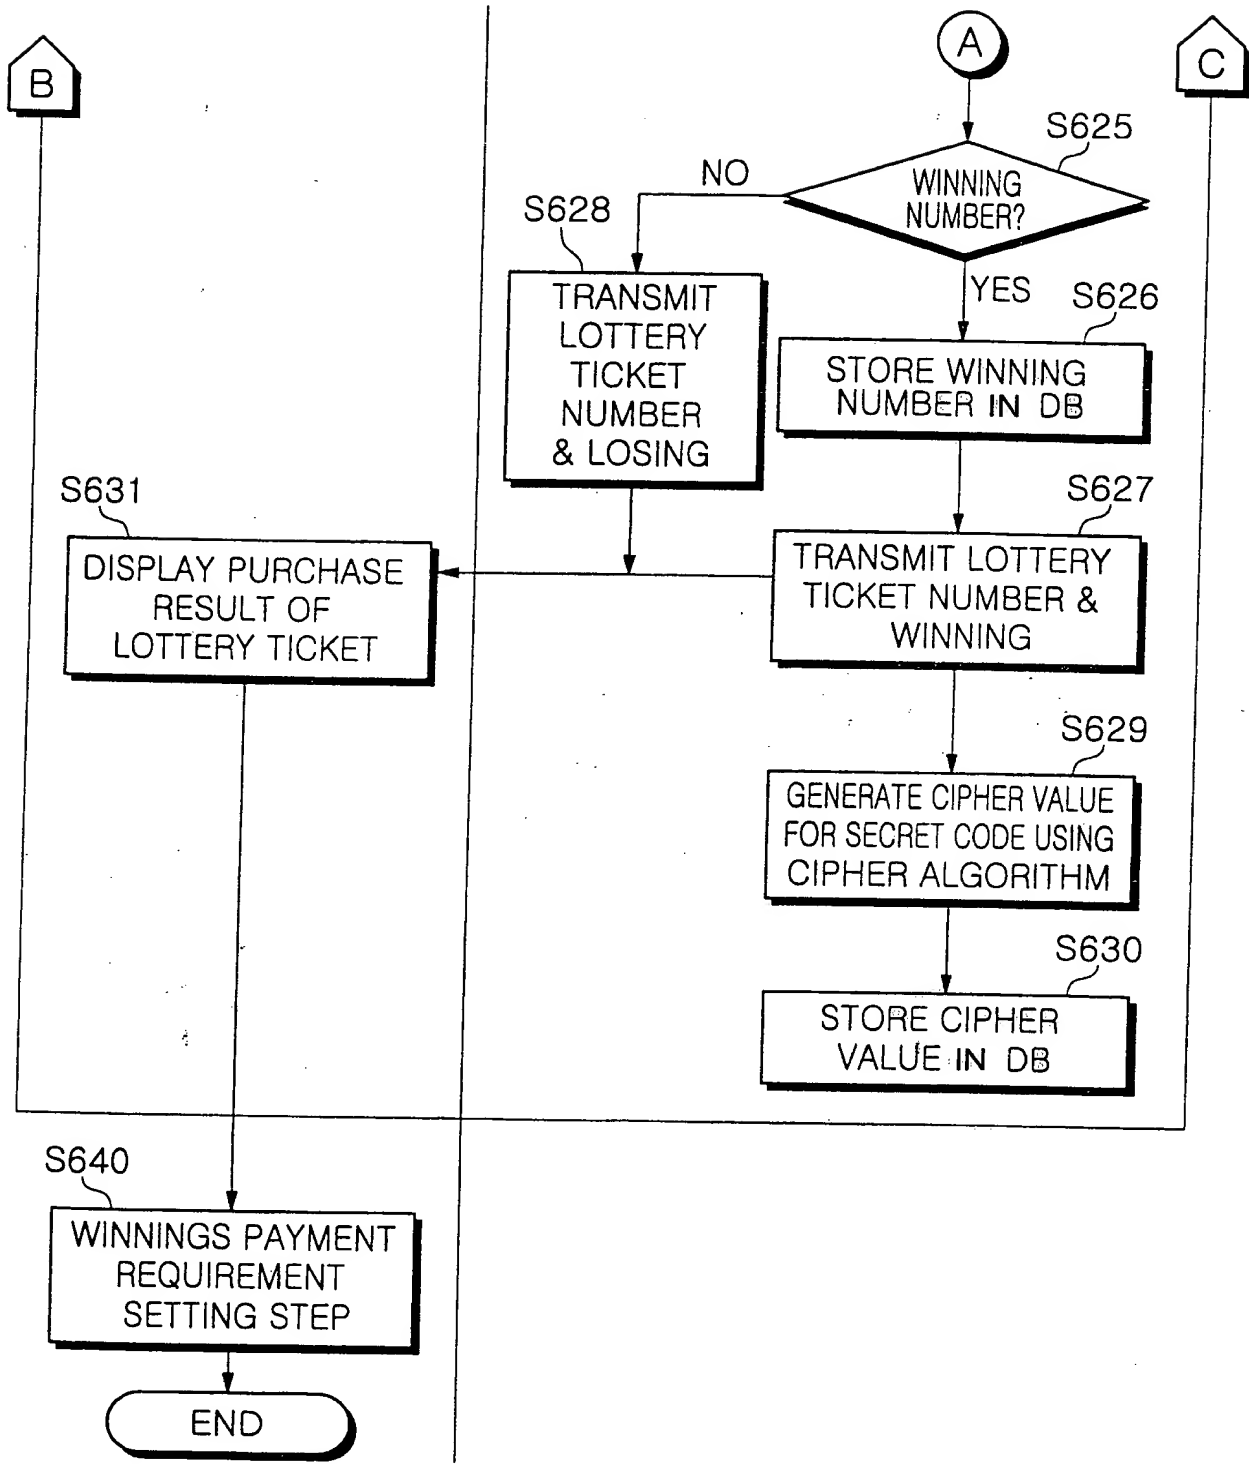 B
A
C
S625
WINNING
NUMBER?
NO
YES
S628
TRANSMIT
LOTTERY
TICKET
NUMBER
& LOSING
S626
STORE WINNING
NUMBER IN DB
S627
TRANSMIT LOTTERY
TICKET NUMBER &
WINNING
S631
DISPLAY PURCHASE
RESULT OF
LOTTERY TICKET
S629
GENERATE CIPHER VALUE
FOR SECRET CODE USING
CIPHER ALGORITHM
S630
STORE CIPHER
VALUE IN DB
S640
WINNINGS PAYMENT
REQUIREMENT
SETTING STEP
END